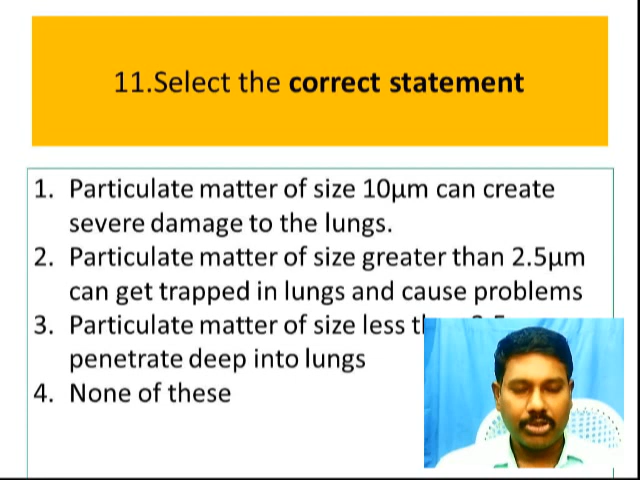 11.Select the correct statement
1. Particulate matter of size 10µm can create
severe damage to the lungs.
2. Particulate matter of size greater than 2.5µm
can get trapped in lungs and cause problems
3. Particulate matter of size less
penetrate deep into lungs
4. None of these